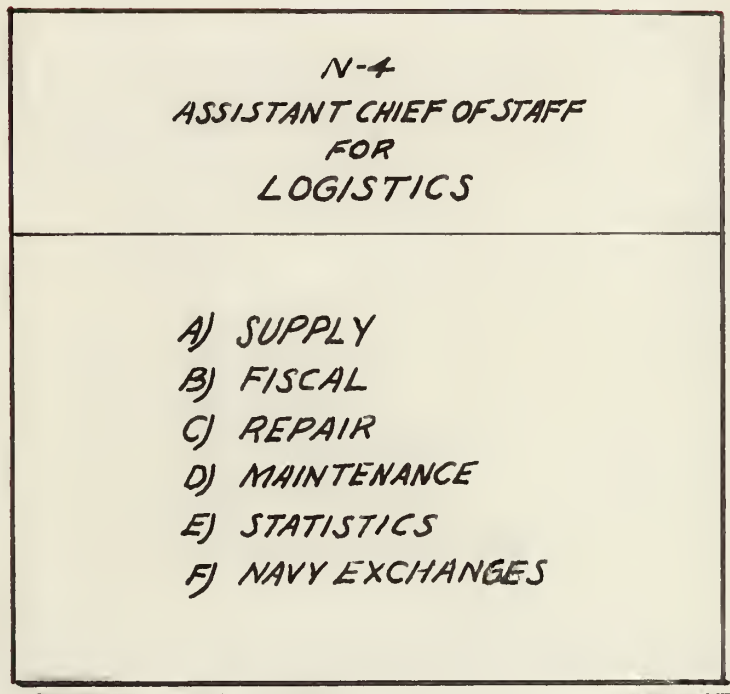 N-4
ASSISTANT CHIEF OF STAFF
FOR
LOGISTICS
A) SUPPLY
B) FISCAL
C) REPAIR
D) MAINTENANCE
E) STATISTICS
F) NAVY EXCHANGES